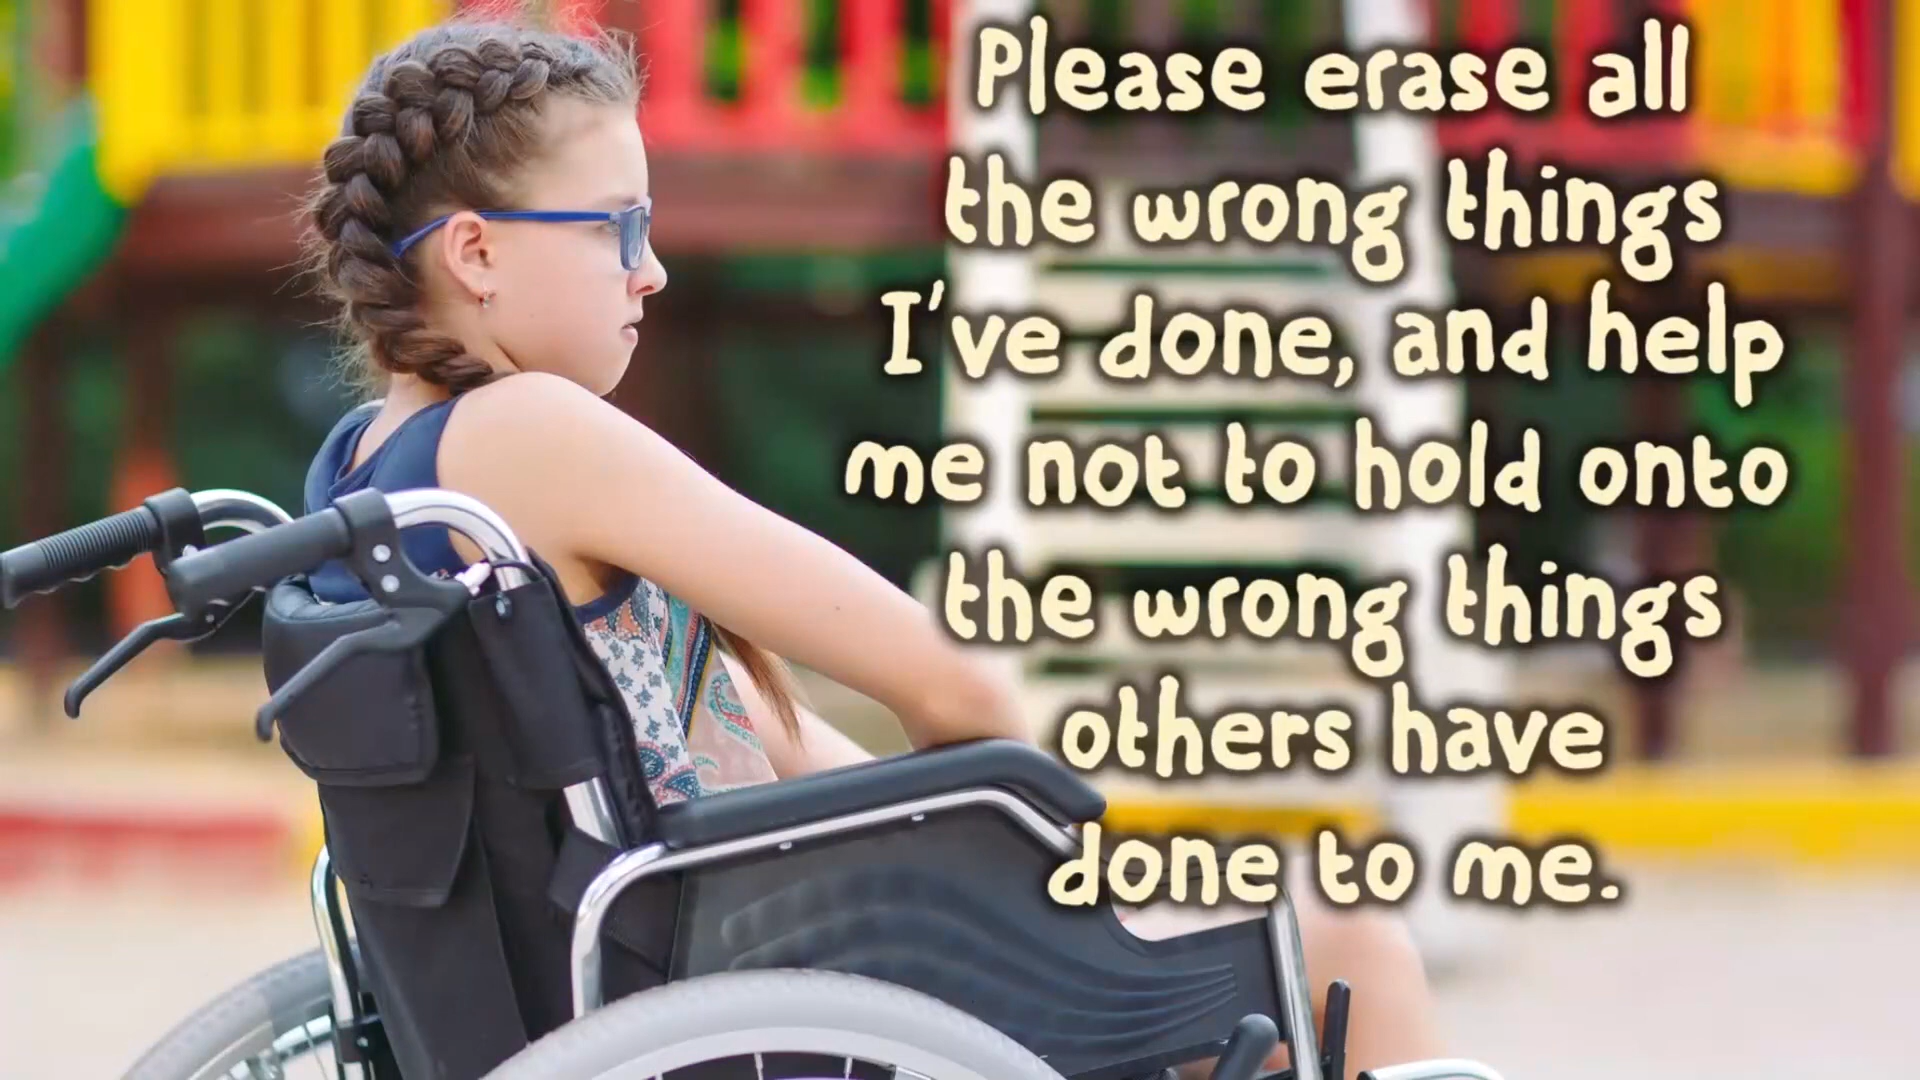 Please erase all
the wrong things
I've done, and help
me not to hold onto
the wrong things
others have
done to me.